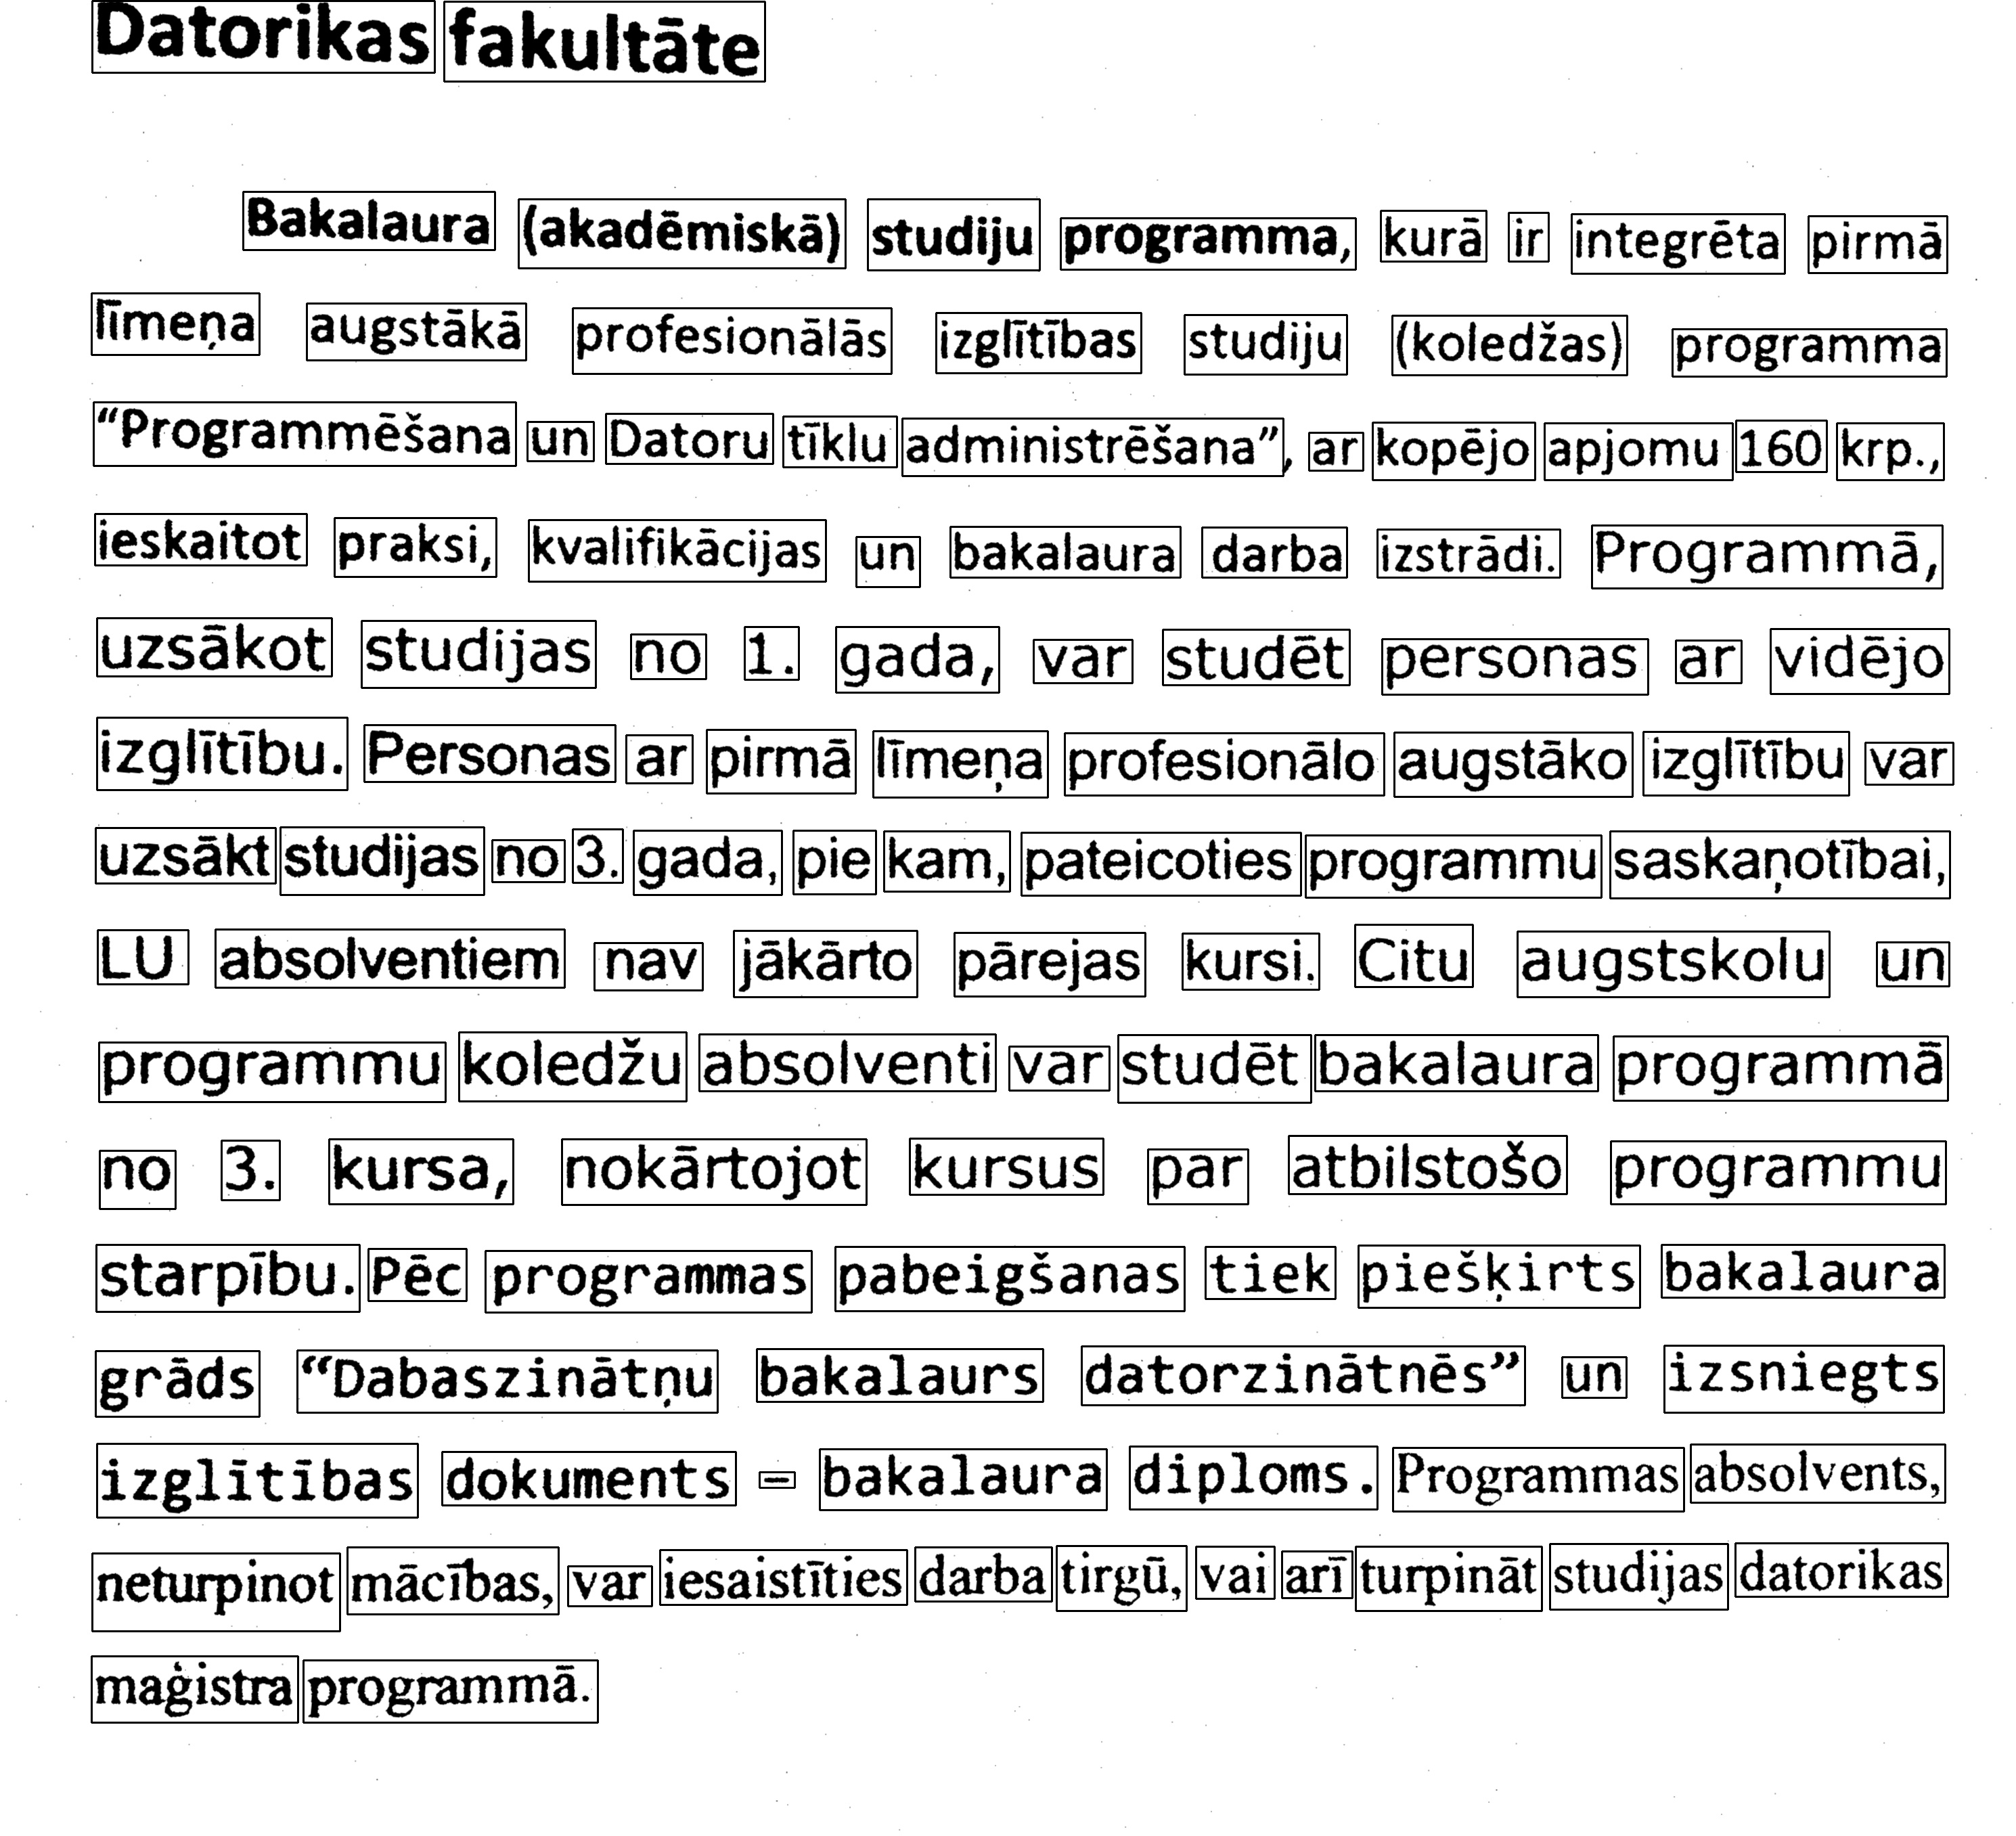 Datorikas fakultāte
Bakalaura (akadēmiskā) studiju programma, kurā ir integrēta pirmā
līmeņa augstākā profesionālās izglītības studiju (koledžas) programma
“Programmēšana un Datoru tīklu administrēšana”, ar kopējo apjomu 160 krp.,
ieskaitot praksi, kvalifikācijas un bakalaura darba izstrādi. Programmā,
uzsākot studijas no 1. gada, var studēt personas ar vidējo
izglītību. Personas ar pirmā līmeņa profesionālo augstāko izglītību var
uzsākt studijas no 3. gada, pie kam, pateicoties programmu saskaņotībai,
LU absolventiem nav jākārto pārejas kursi. Citu augstskolu un
programmu koledžu absolventi var studēt bakalaura programmā
no 3. kursa, nokārtojot kursus par atbilstošo programmu
starpību. Pēc programmas pabeigšanas tiek piešķirts bakalaura
grāds “Dabaszinātņu bakalaurs datorzinātnēs” un izsniegts
izglītības dokuments – bakalaura diploms. Programmas absolvents,
neturpinot mācības, var iesaistīties darba tirgū, vai arī turpināt studijas datorikas
maģistra programmā.